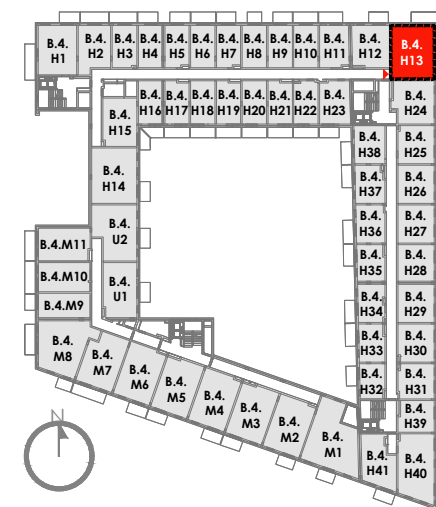 B.4.
H1
B.4.
H2
B.4.
H3
B.4.
H4
B.4.
H5
B.4.
H6
B.4.
H7
B.4.
H8
B.4.
H9
B.4.
H10
B.4.
H11
B.4.
H12
B.4.
H13
B.4.
H16
B.4.
H17
B.4.
H18
B.4.
H19
B.4.
H20
B.4.
H21
B.4.
H22
B.4.
H23
B.4.
H24
B.4.
H15
B.4.
H38
B.4.
H25
B.4.
H14
B.4.
H37
B.4.
H26
B.4.
U2
B.4.
H36
B.4.
H27
B.4.M11
B.4.
H35
B.4.
H28
B.4.M10
B.4.
U1
B.4.
H34
B.4.
H29
B.4.M9
B.4.
H33
B.4.
H30
B.4.
M8
B.4.
M7
B.4.
M6
B.4.
M5
B.4.
M4
B.4.
M3
B.4.
M2
B.4.
M1
B.4.
H32
B.4.
H31
B.4.
H39
B.4.
H41
B.4.
H40
N